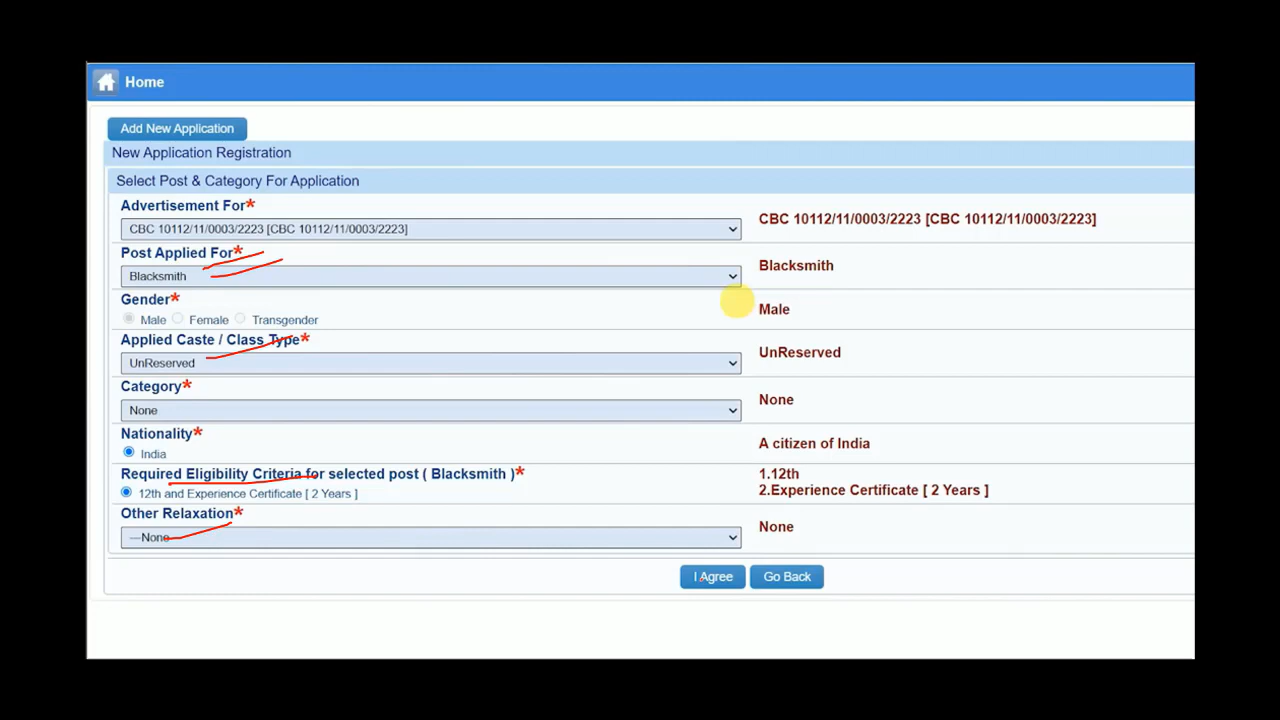 Home
Add New Application
New Application Registration
Select Post & Category For Application
Advertisement For*
CBC 10112/11/0003/2223 [CBC 10112/11/0003/2223]
CBC 10112/11/0003/2223 [CBC 10112/11/0003/2223]
Post Applied For*
Blacksmith
Blacksmith
Gender*
Male Female Transgender
Male
Applied Caste / Class Type*
UnReserved
UnReserved
Category*
None
None
Nationality*
India
A citizen of India
Required Eligibility Criteria for selected post ( Blacksmith )*
12th and Experience Certificate [ 2 Years ]
1.12th
2.Experience Certificate [ 2 Years ]
Other Relaxation*
---None
None
I Agree
Go Back